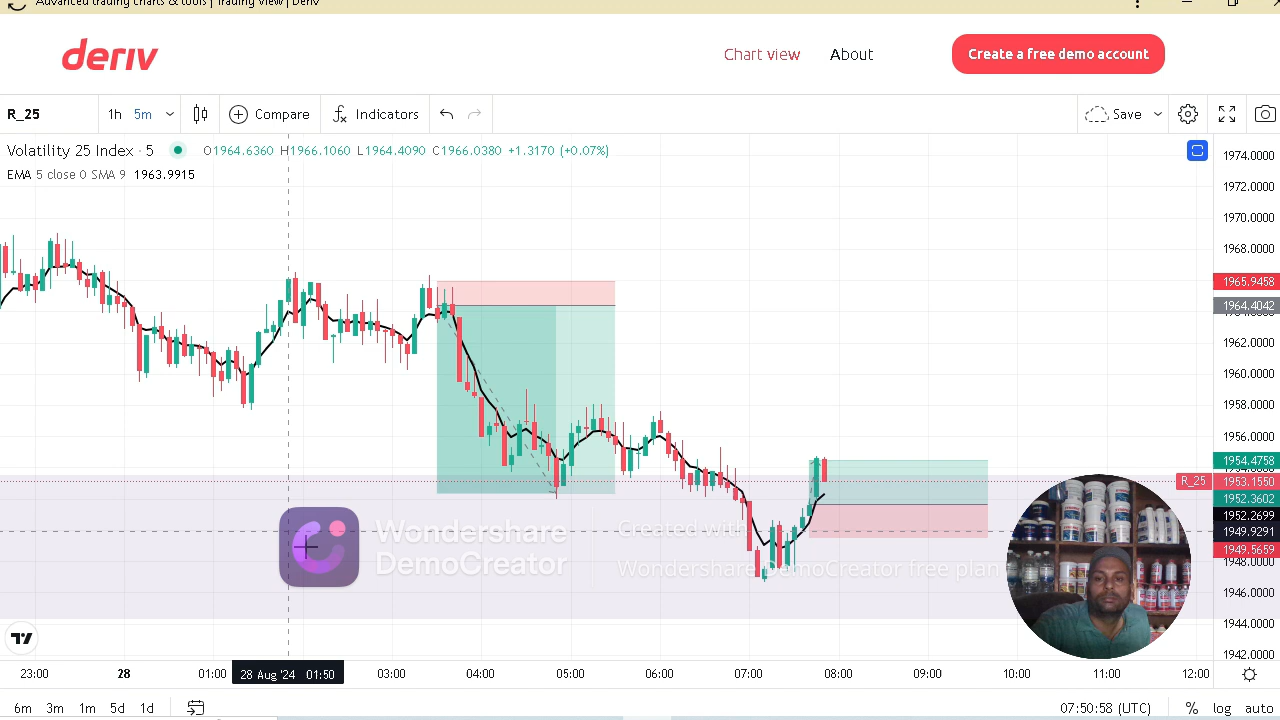 Advanced trading charts & tools | Trading view | Deriv
deriv
Chart view
About
Create a free demo account
R_25
1h 5m
Compare
Indicators
Save
Volatility 25 Index · 5
O1964.6360 H1966.1060 L1964.4090 C1966.0380 +1.3170 (+0.07%)
EMA 5 close 0 SMA 9 1963.9915
1974.0000
1972.0000
1970.0000
1968.0000
1965.9458
1964.4042
1962.0000
1960.0000
1958.0000
1956.0000
1954.4758
R_25 1953.1550
1952.3602
1952.2699
1949.9291
1949.5659
1948.0000
1946.0000
1944.0000
1942.0000
Wondershare
DemoCreator
Created with
Wondershare DemoCreator free plan
23:00 28 01:00 28 Aug '24 01:50 03:00 04:00 05:00 06:00 07:00 08:00 09:00 10:00 11:00 12:00
6m 3m 1m 5d 1d
07:50:58 (UTC) % log auto